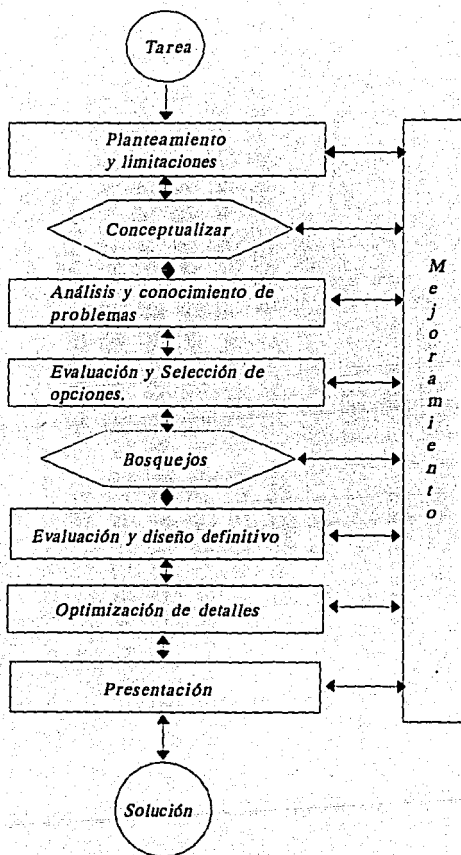 Tarea
Planteamiento
y limitaciones
Conceptualizar
Análisis y conocimiento de
problemas
Evaluación y Selección de
opciones.
Bosquejos
Evaluación y diseño definitivo
Optimización de detalles
Presentación
Solución
Mejoramiento